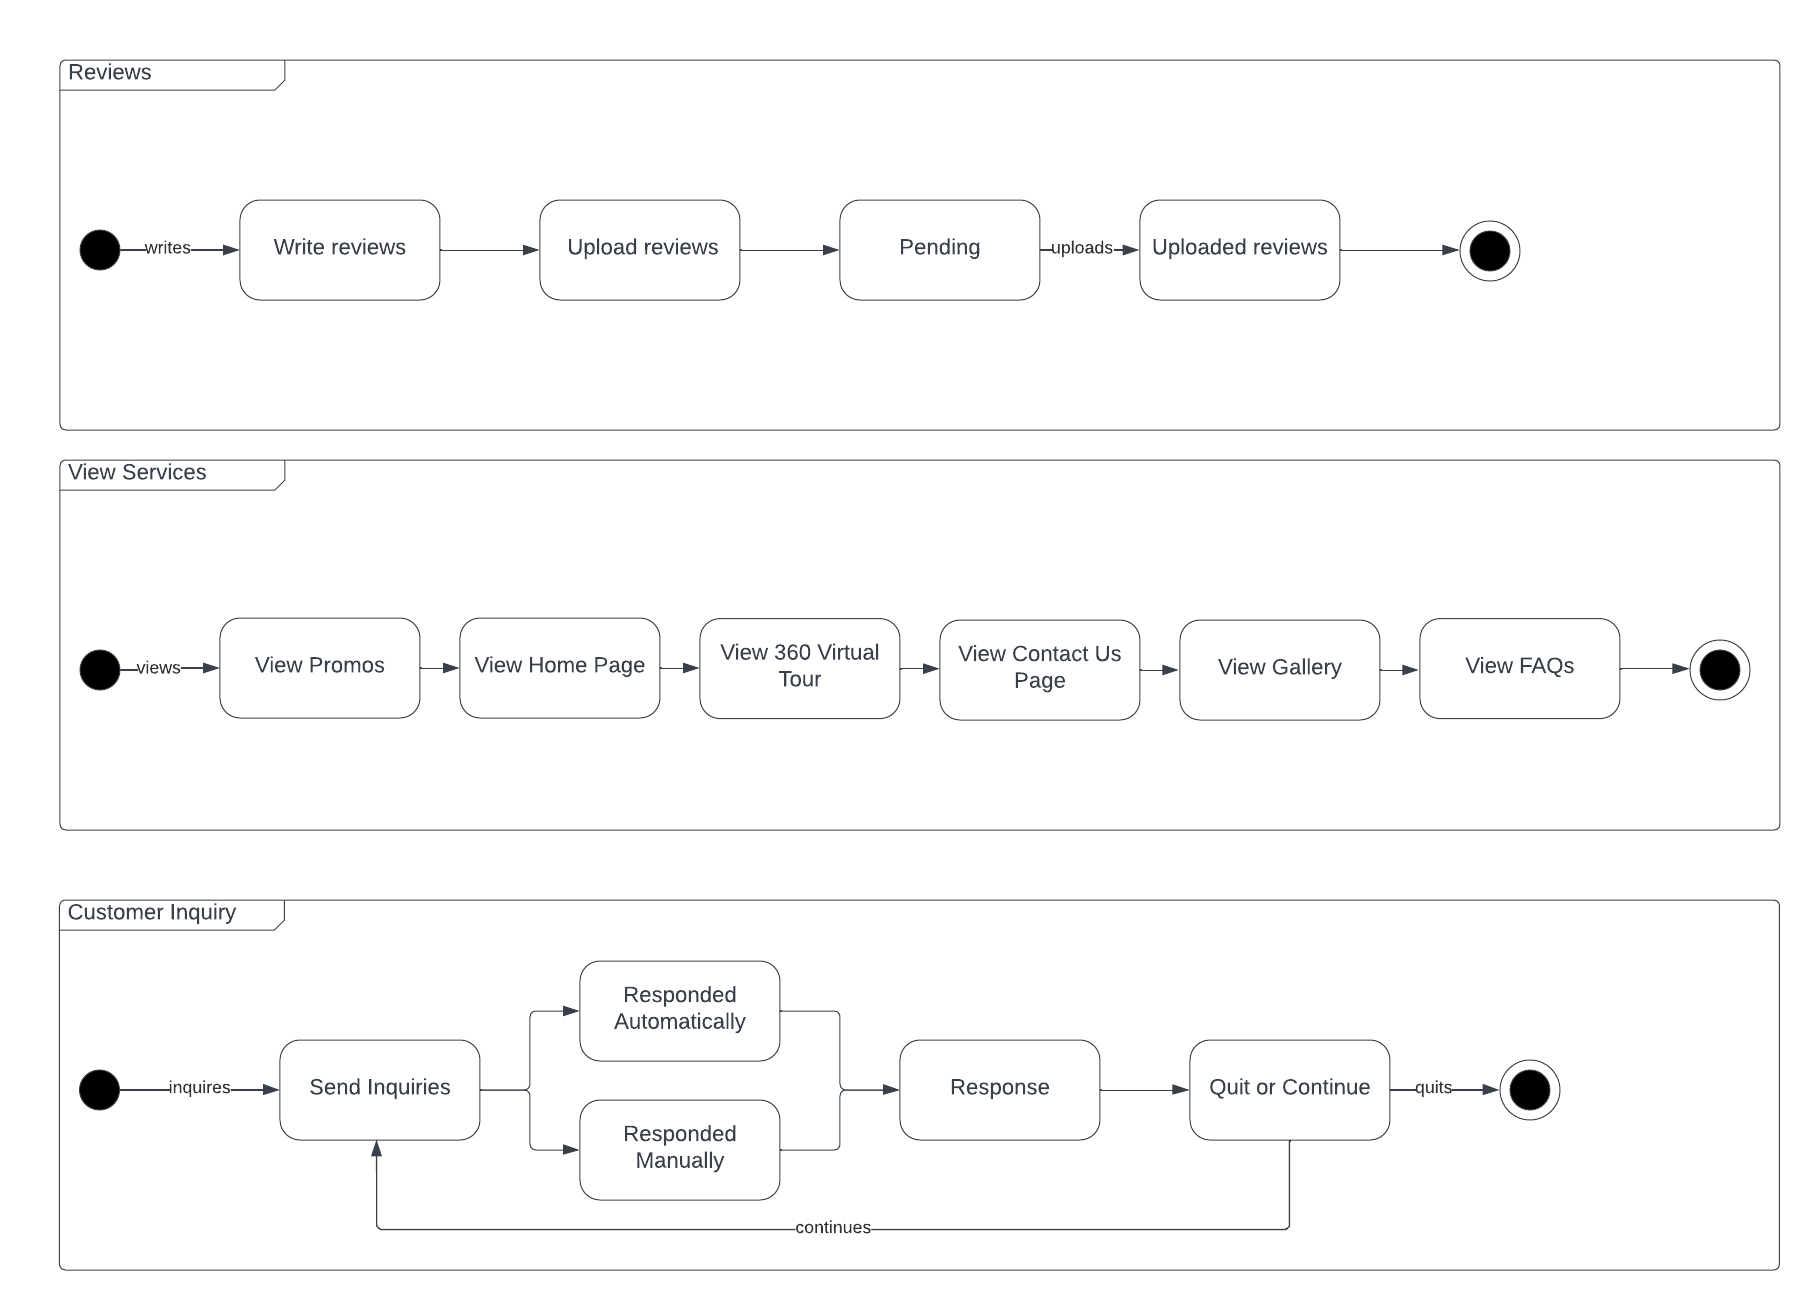 Reviews
writes
Write reviews
Upload reviews
Pending
uploads
Uploaded reviews
View Services
views
View Promos
View Home Page
View 360 Virtual
Tour
View Contact Us
Page
View Gallery
View FAQs
Customer Inquiry
inquires
Send Inquiries
Responded
Automatically
Responded
Manually
Response
Quit or Continue
quits
continues